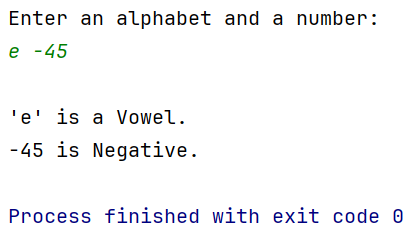 Enter an alphabet and a number:
e -45
'e' is a Vowel.
-45 is Negative.
Process finished with exit code 0